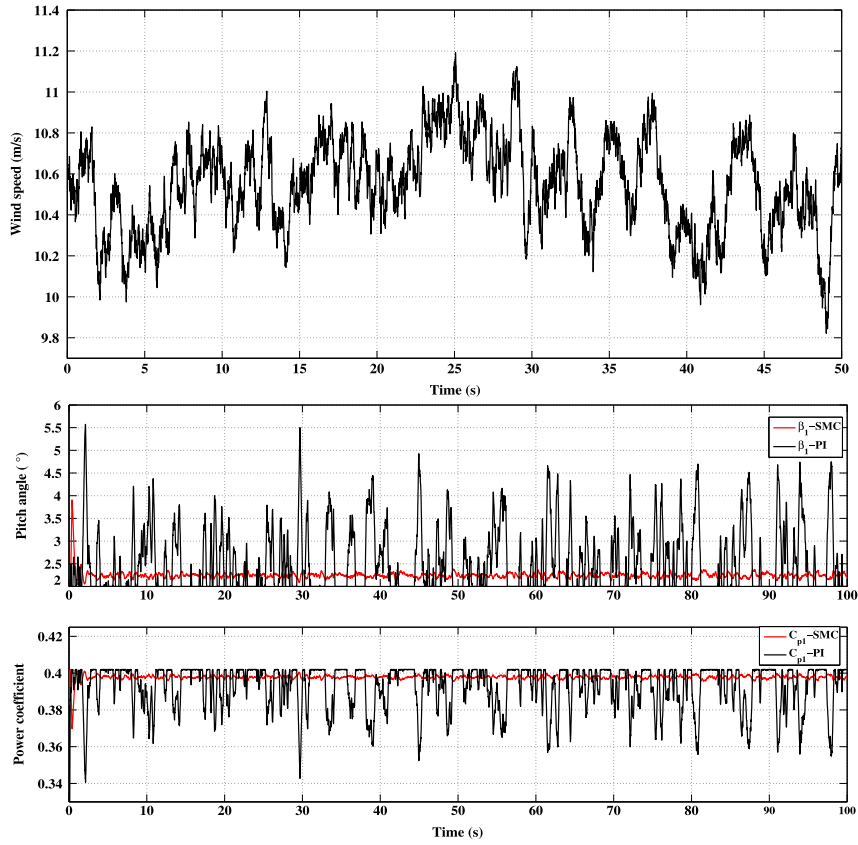 11.4
11.2
11
10.8
10.6
10.4
10.2
10
9.8
Wind speed (m/s)
0 5 10 15 20 25 30 35 40 45 50
Time (s)
6
5.5
5
4.5
4
3.5
3
2.5
2
Pitch angle ( °)
β1−SMC
β1−PI
0 10 20 30 40 50 60 70 80 90 100
0.42
0.4
0.38
0.36
0.34
Power coefficient
Cp1−SMC
Cp1−PI
0 10 20 30 40 50 60 70 80 90 100
Time (s)